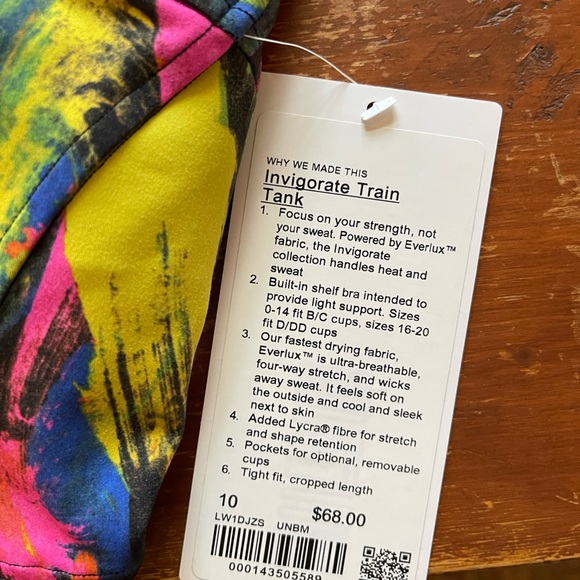 WHY WE MADE THIS
Invigorate Train
Tank
1. Focus on your strength, not
your sweat. Powered by Everlux™
fabric, the Invigorate
collection handles heat and
sweat
2. Built-in shelf bra intended to
provide light support. Sizes
0-14 fit B/C cups, sizes 16-20
fit D/DD cups
3. Our fastest drying fabric,
Everlux™ is ultra-breathable,
four-way stretch, and wicks
away sweat. It feels soft on
the outside and cool and sleek
next to skin
4. Added Lycra® fibre for stretch
and shape retention
5. Pockets for optional, removable
cups
6. Tight fit, cropped length
10 $68.00
LW1DJZS UNBM
000143505589